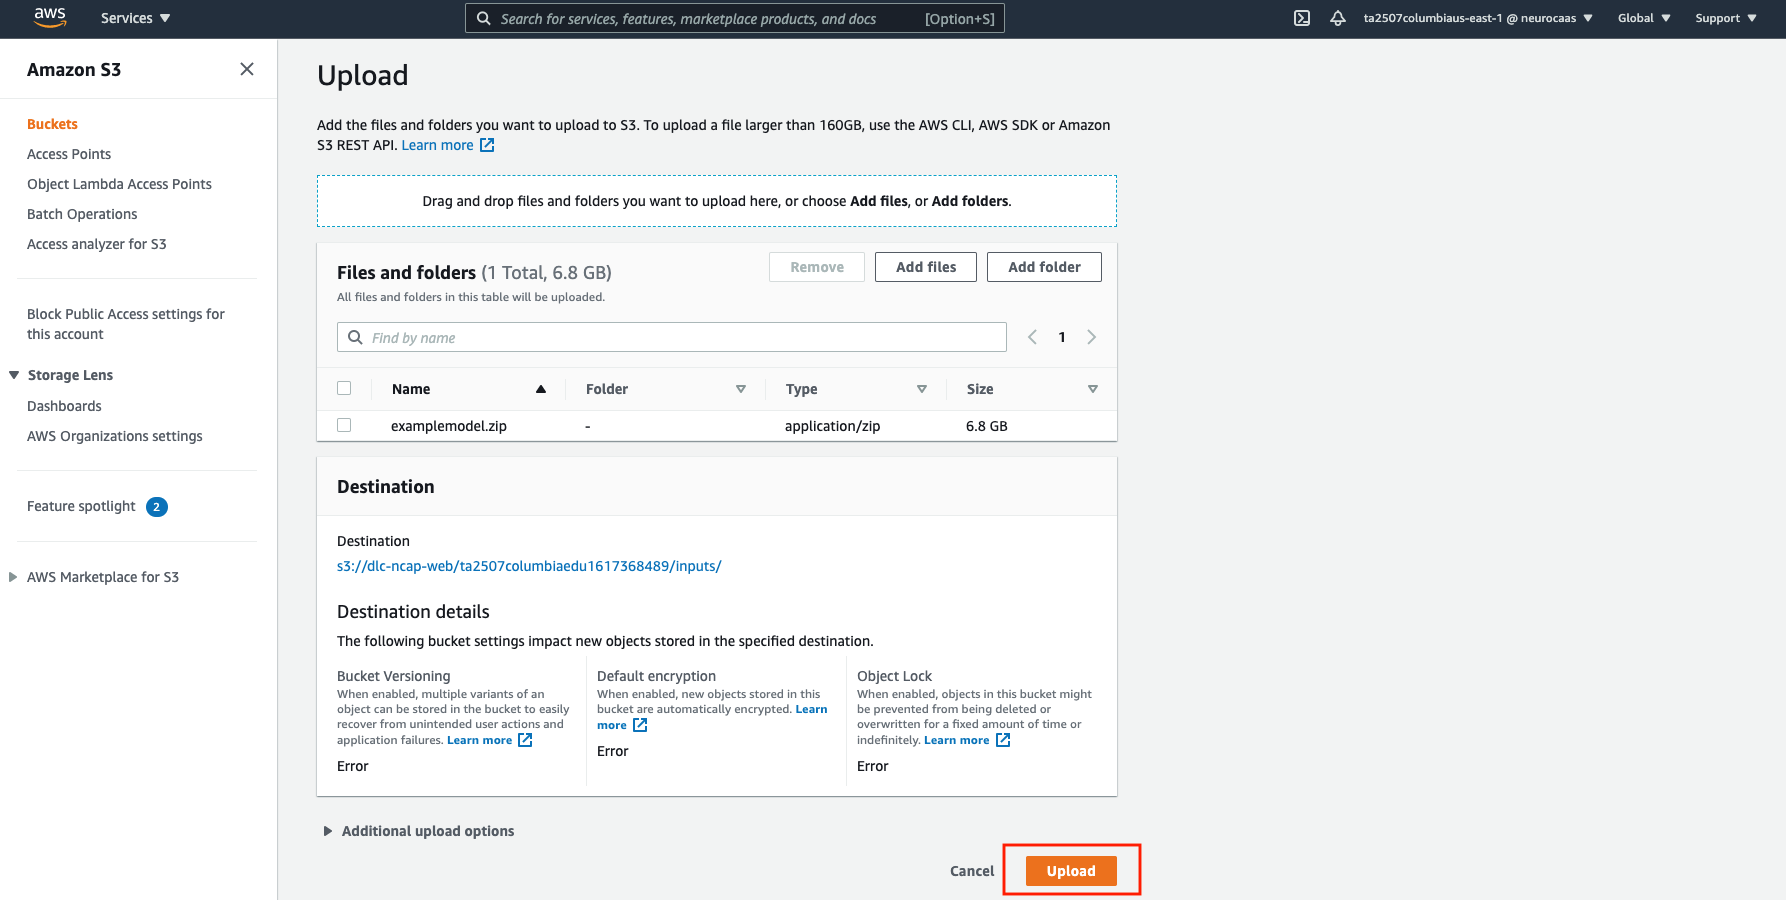 aws
Services
Search for services, features, marketplace products, and docs
[Option+S]
ta2507columbiaus-east-1 @ neurocaas
Global
Support
Amazon S3
Buckets
Access Points
Object Lambda Access Points
Batch Operations
Access analyzer for S3
Block Public Access settings for
this account
Storage Lens
Dashboards
AWS Organizations settings
Feature spotlight 2
AWS Marketplace for S3
Upload
Add the files and folders you want to upload to S3. To upload a file larger than 160GB, use the AWS CLI, AWS SDK or Amazon
S3 REST API. Learn more
Drag and drop files and folders you want to upload here, or choose Add files, or Add folders.
Files and folders (1 Total, 6.8 GB)
All files and folders in this table will be uploaded.
Remove
Add files
Add folder
Find by name
1
Name
Folder
Type
Size
examplemodel.zip
-
application/zip
6.8 GB
Destination
Destination
s3://dlc-ncap-web/ta2507columbiaedu1617368489/inputs/
Destination details
The following bucket settings impact new objects stored in the specified destination.
Bucket Versioning
When enabled, multiple variants of an
object can be stored in the bucket to easily
recover from unintended user actions and
application failures. Learn more
Error
Default encryption
When enabled, new objects stored in this
bucket are automatically encrypted. Learn
more
Error
Object Lock
When enabled, objects in this bucket might
be prevented from being deleted or
overwritten for a fixed amount of time or
indefinitely. Learn more
Error
Additional upload options
Cancel
Upload